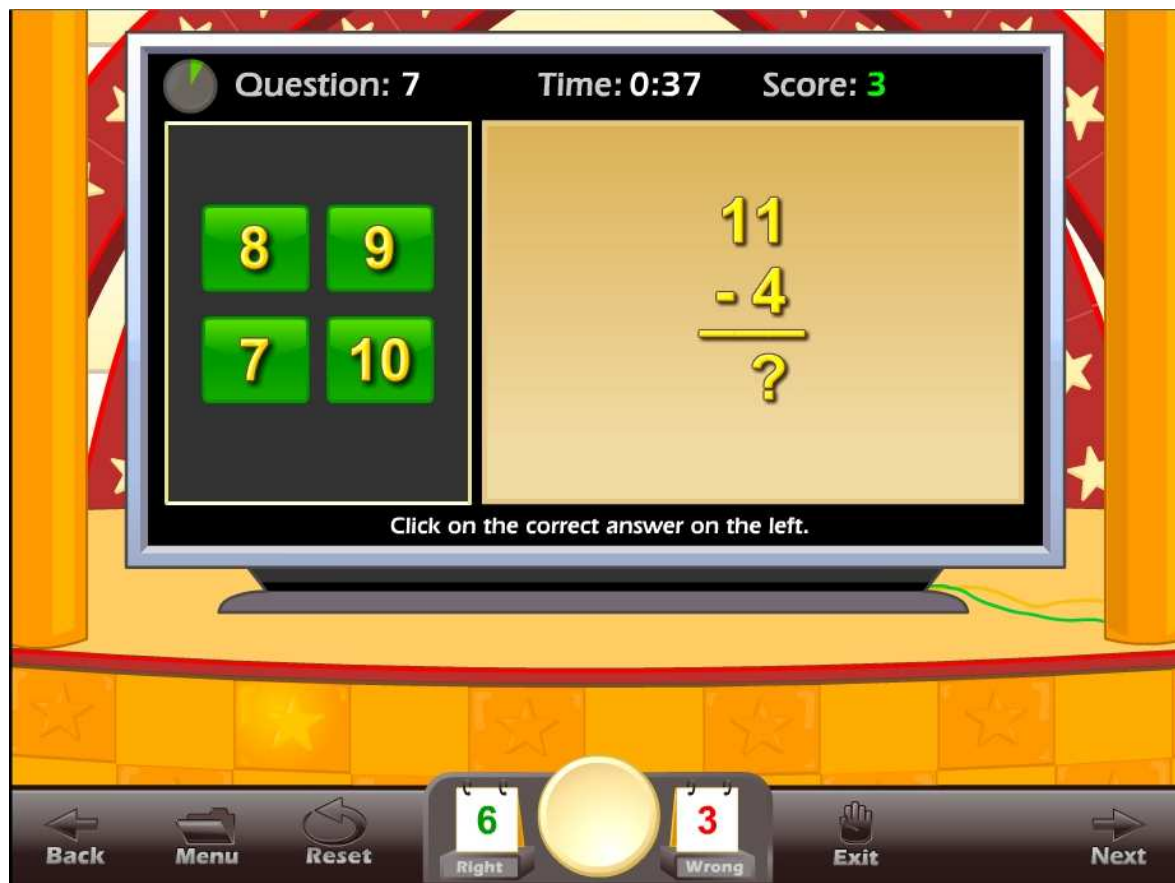 Question: 7 Time: 0:37 Score: 3
8 9
7 10
11
- 4
?
Click on the correct answer on the left.
6 3
Back Menu Reset Right Wrong Exit Next